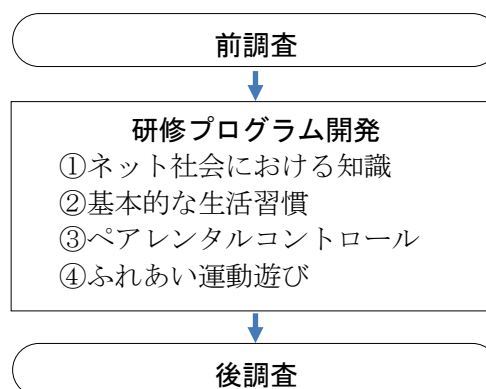 前調査
研修プログラム開発
①ネット社会における知識
②基本的な生活習慣
③ペアレンタルコントロール
④ふれあい運動遊び
後調査